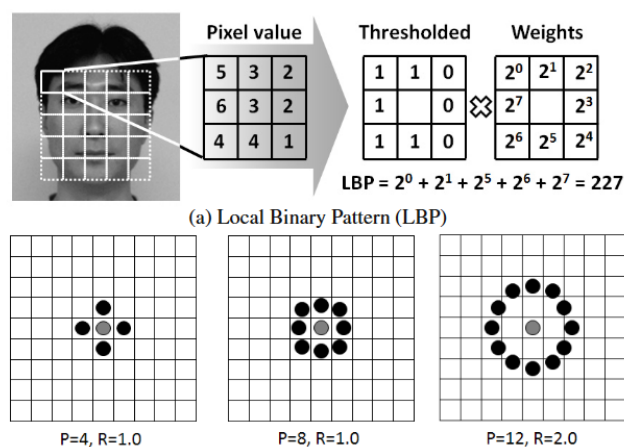 Pixel value Thresholded Weights
5 3 2 1 1 0 2⁰ 2¹ 2²
6 3 2 1 0 2⁷ 2³
4 4 1 1 1 0 2⁶ 2⁵ 2⁴
LBP = 2⁰ + 2¹ + 2⁵ + 2⁶ + 2⁷ = 227
(a) Local Binary Pattern (LBP)
P=4, R=1.0 P=8, R=1.0 P=12, R=2.0